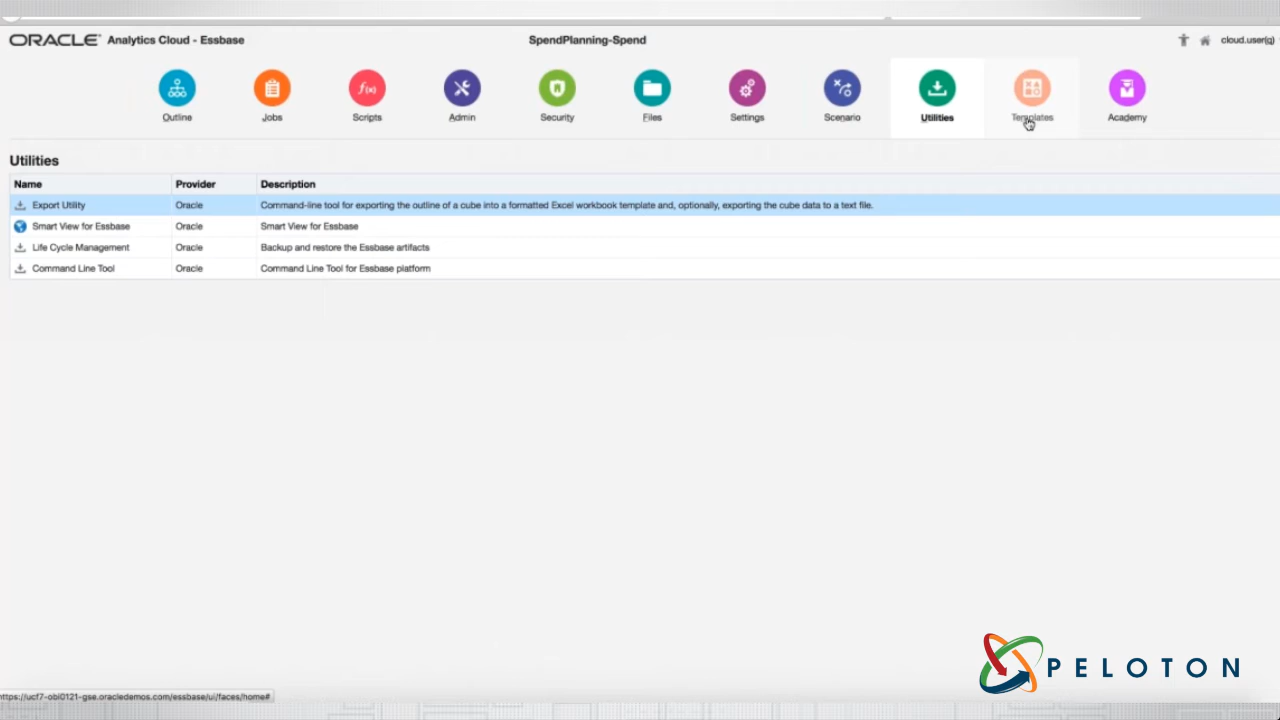 ORACLE® Analytics Cloud - Essbase SpendPlanning-Spend cloud.user(g)
Outline Jobs Scripts Admin Security Files Settings Scenario Utilities Templates Academy
Utilities
Name Provider Description
Export Utility Oracle Command-line tool for exporting the outline of a cube into a formatted Excel workbook template and, optionally, exporting the cube data to a text file.
Smart View for Essbase Oracle Smart View for Essbase
Life Cycle Management Oracle Backup and restore the Essbase artifacts
Command Line Tool Oracle Command Line Tool for Essbase platform
PELOTON
https://ucf7-obi0121-gse.oracledemos.com/essbase/ui/faces/home#